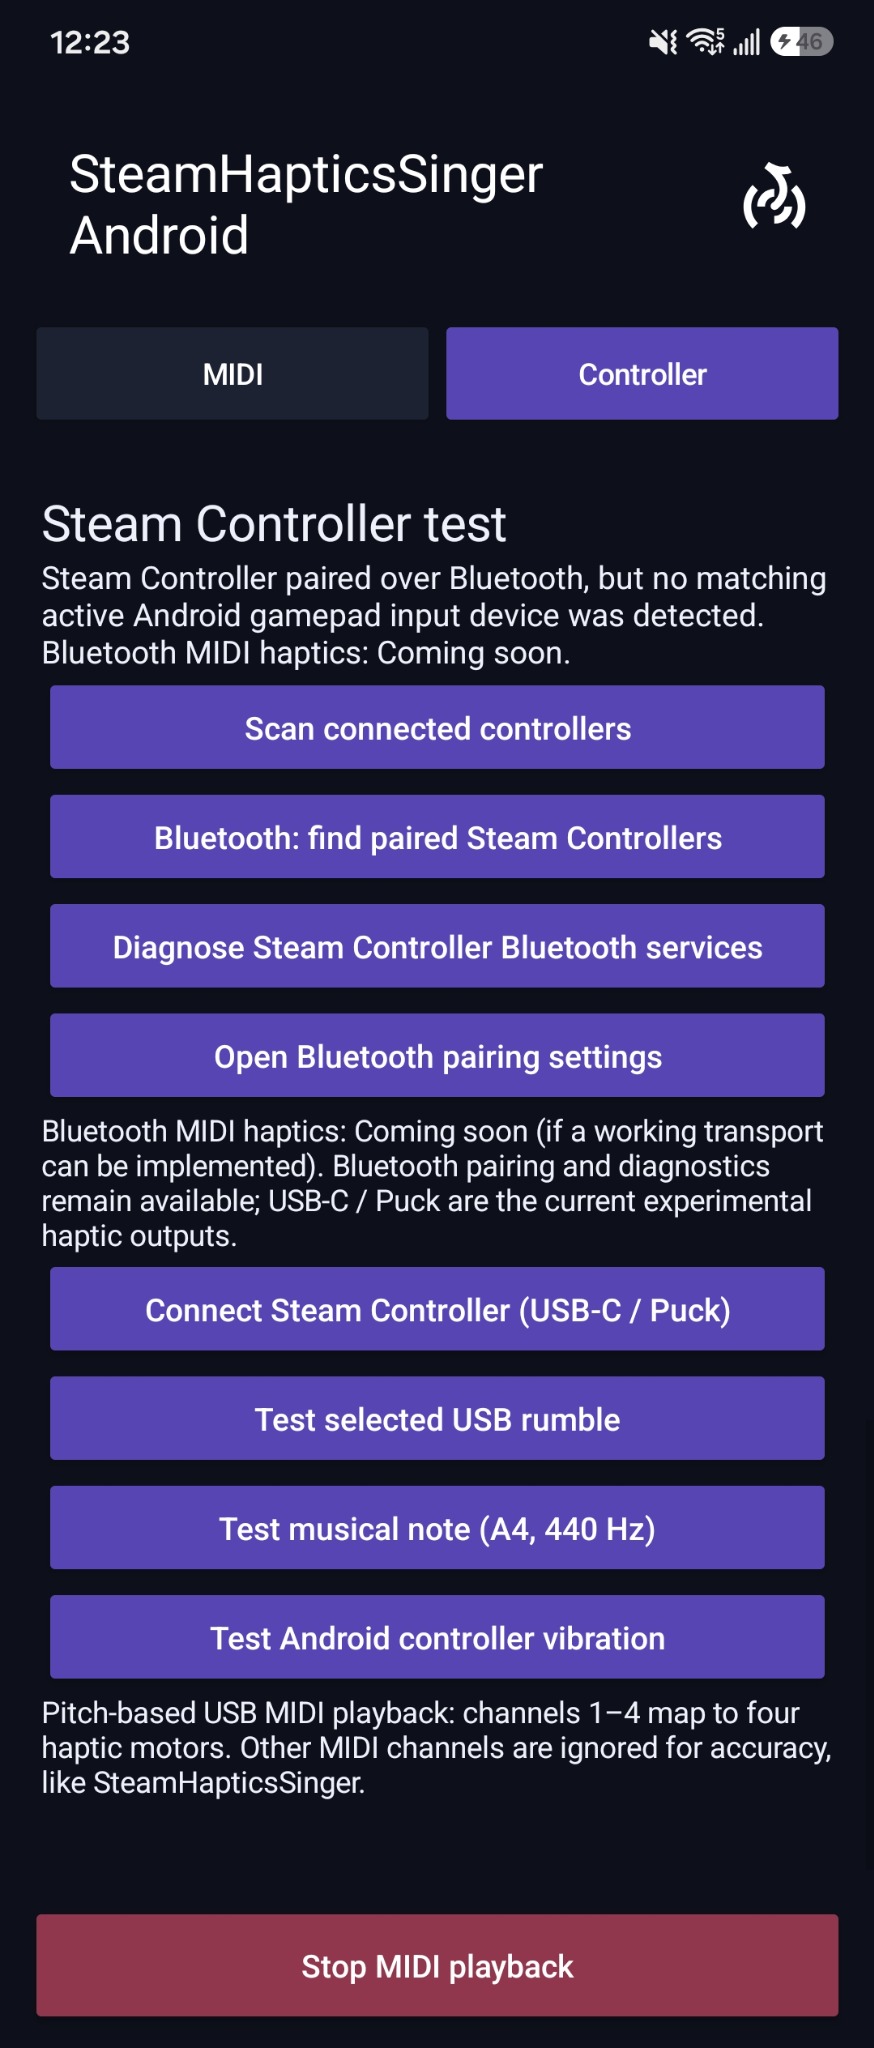 12:23
5
46
SteamHapticsSinger
Android
MIDI
Controller
Steam Controller test
Steam Controller paired over Bluetooth, but no matching
active Android gamepad input device was detected.
Bluetooth MIDI haptics: Coming soon.
Scan connected controllers
Bluetooth: find paired Steam Controllers
Diagnose Steam Controller Bluetooth services
Open Bluetooth pairing settings
Bluetooth MIDI haptics: Coming soon (if a working transport
can be implemented). Bluetooth pairing and diagnostics
remain available; USB-C / Puck are the current experimental
haptic outputs.
Connect Steam Controller (USB-C / Puck)
Test selected USB rumble
Test musical note (A4, 440 Hz)
Test Android controller vibration
Pitch-based USB MIDI playback: channels 1–4 map to four
haptic motors. Other MIDI channels are ignored for accuracy,
like SteamHapticsSinger.
Stop MIDI playback